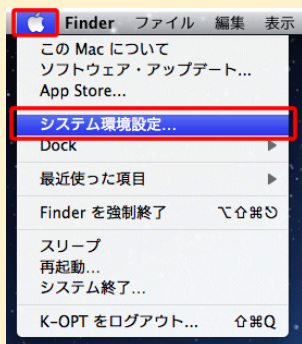 Finder ファイル 編集 表示
この Mac について
ソフトウェア・アップデート...
App Store...
システム環境設定...
Dock
最近使った項目
Finder を強制終了 ⌥⇧⌘⎋
スリープ
再起動...
システム終了...
K-OPT をログアウト... ⇧⌘Q